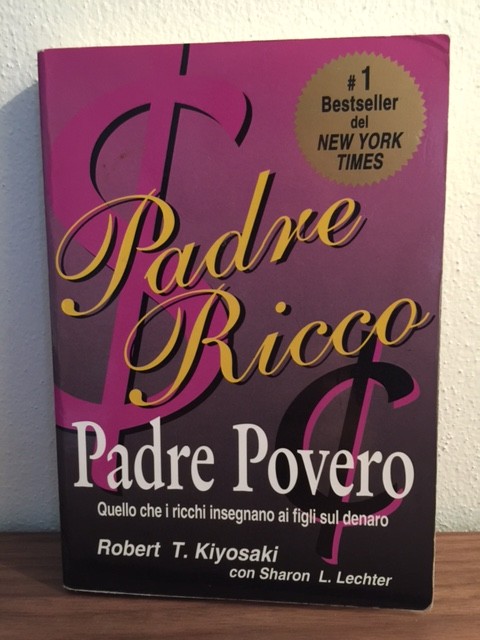 # 1
Bestseller
del
NEW YORK
TIMES
Padre
Ricco
Padre Povero
Quello che i ricchi insegnano ai figli sul denaro
Robert T. Kiyosaki
con Sharon L. Lechter